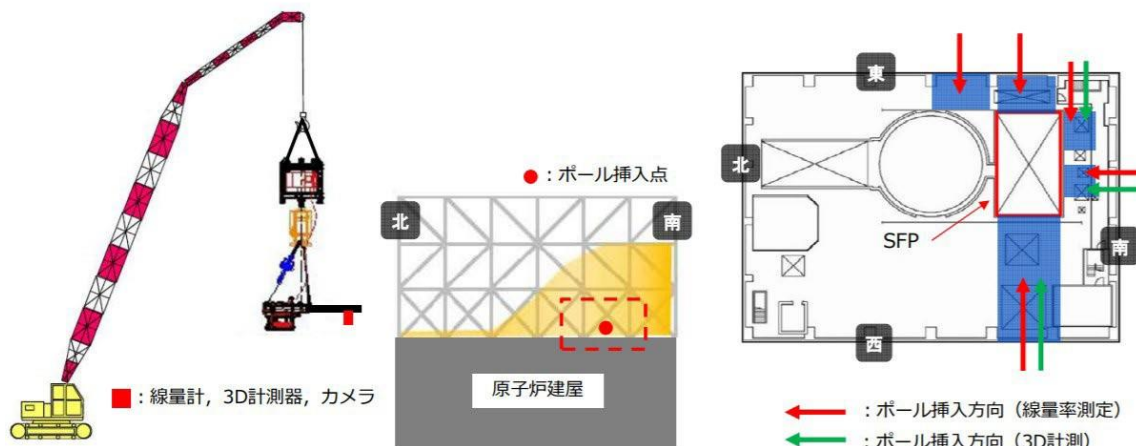 ■：線量計，3D計測器，カメラ
●：ポール挿入点
北
南
原子炉建屋
東
北
SFP
南
西
：ポール挿入方向（線量率測定）
：ポール挿入方向（3D計測）